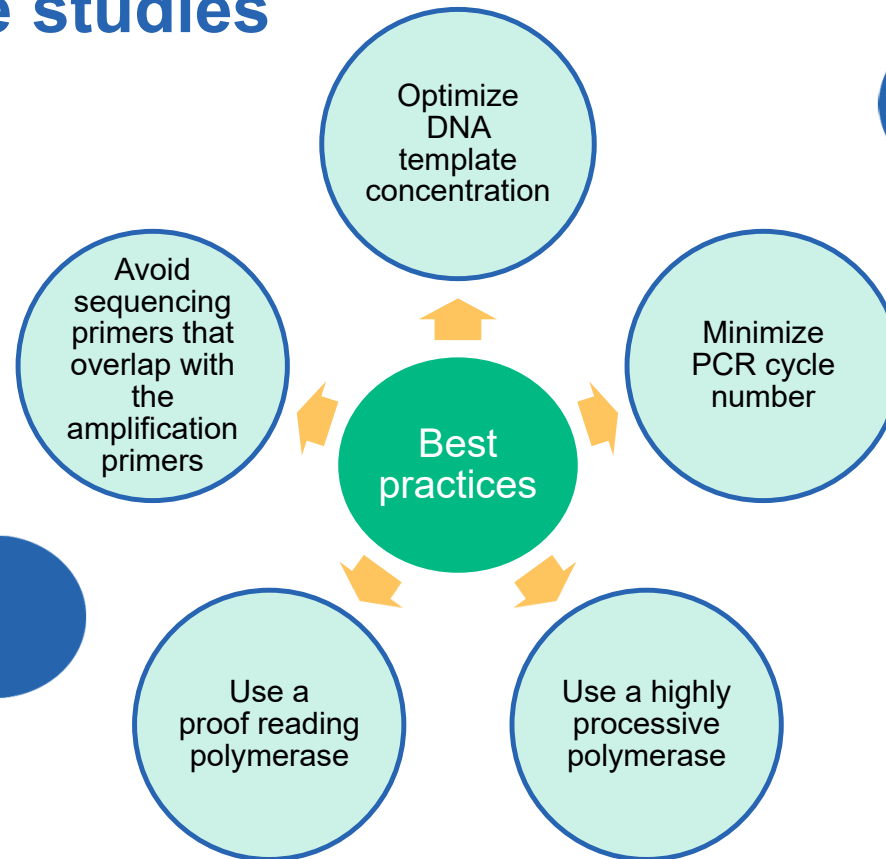 studies
Optimize
DNA
template
concentration
Avoid
sequencing
primers that
overlap with
the
amplification
primers
Minimize
PCR cycle
number
Best
practices
Use a
proof reading
polymerase
Use a highly
processive
polymerase